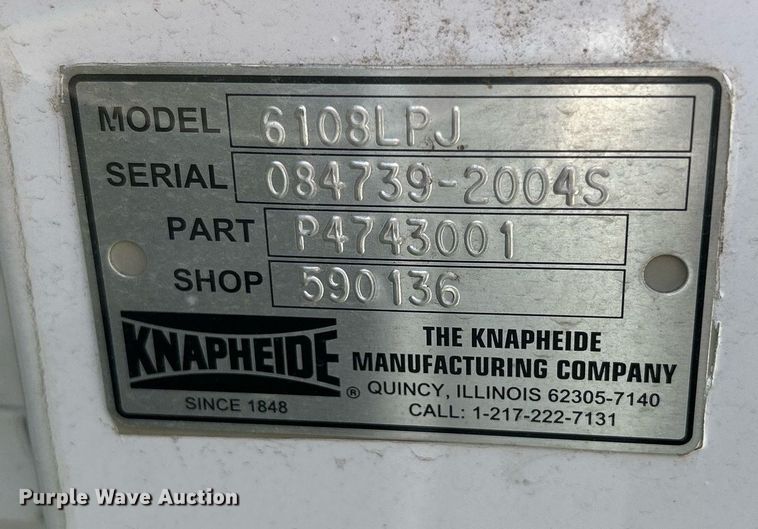 MODEL 6108LPJ
SERIAL 084739-2004S
PART P4743001
SHOP 590136
KNAPHEIDE ®
SINCE 1848
THE KNAPHEIDE
MANUFACTURING COMPANY
QUINCY, ILLINOIS 62305-7140
CALL: 1-217-222-7131
Purple Wave Auction